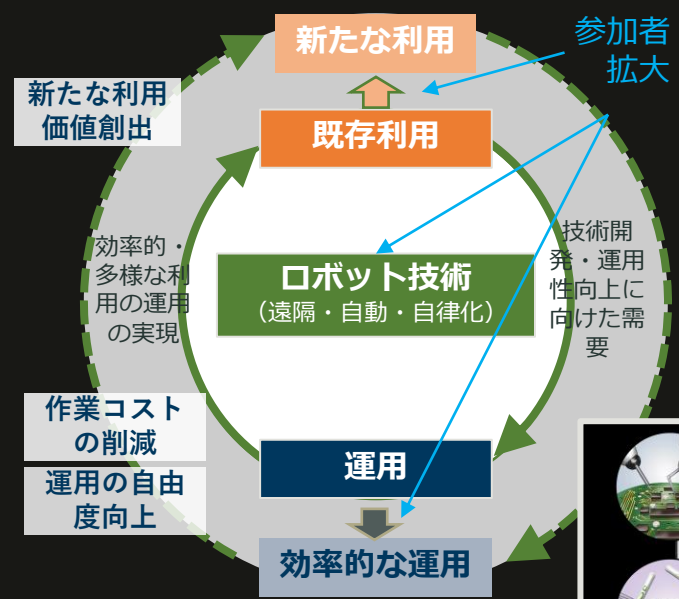 新たな利用
参加者
拡大
新たな利用
価値創出
既存利用
効率的・
多様な利
用の運用
の実現
ロボット技術
（遠隔・自動・自律化）
技術開
発・運用
性向上に
向けた需
要
作業コスト
の削減
運用の自由
度向上
運用
効率的な運用